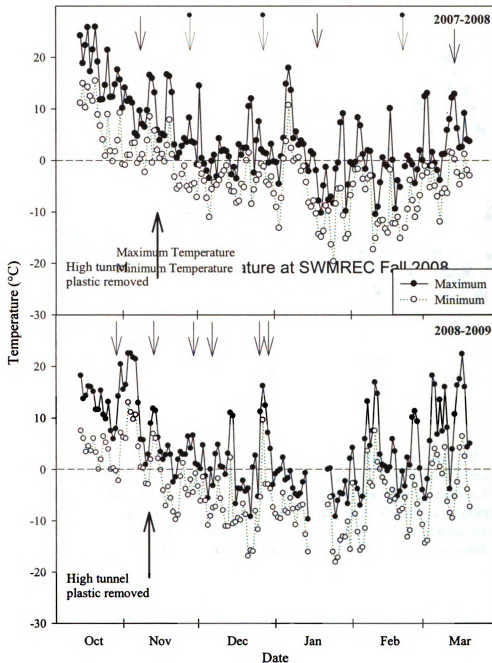 2007-2008
20
10
0
-10
-20
-30
Maximum Temperature
Minimum Temperature
High tunnel
plastic removed
ature at SWMREC Fall 2008
Maximum
Minimum
Temperature (°C)
2008-2009
20
10
0
-10
-20
-30
High tunnel
plastic removed
Oct Nov Dec Jan Feb Mar
Date